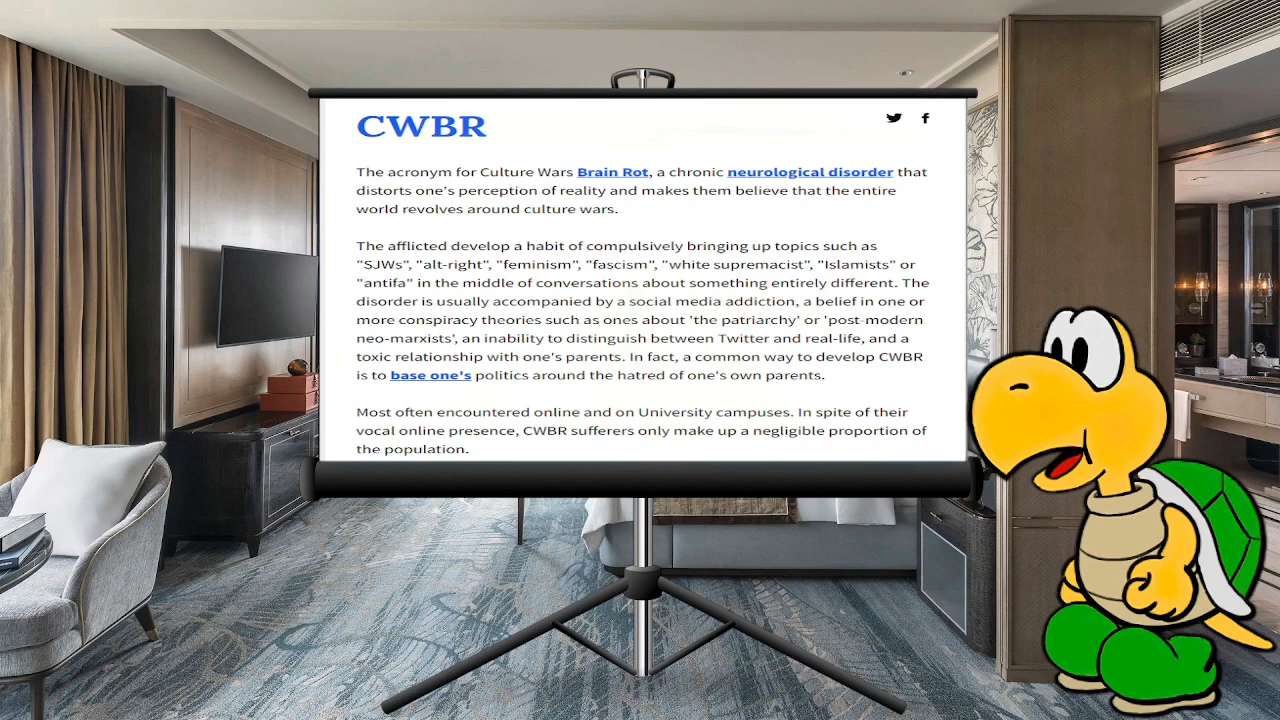 CWBR
The acronym for Culture Wars Brain Rot, a chronic neurological disorder that
distorts one's perception of reality and makes them believe that the entire
world revolves around culture wars.
The afflicted develop a habit of compulsively bringing up topics such as
"SJWs", "alt-right", "feminism", "fascism", "white supremacist", "Islamists" or
"antifa" in the middle of conversations about something entirely different. The
disorder is usually accompanied by a social media addiction, a belief in one or
more conspiracy theories such as ones about 'the patriarchy' or 'post-modern
neo-marxists', an inability to distinguish between Twitter and real-life, and a
toxic relationship with one's parents. In fact, a common way to develop CWBR
is to base one's politics around the hatred of one's own parents.
Most often encountered online and on University campuses. In spite of their
vocal online presence, CWBR sufferers only make up a negligible proportion of
the population.